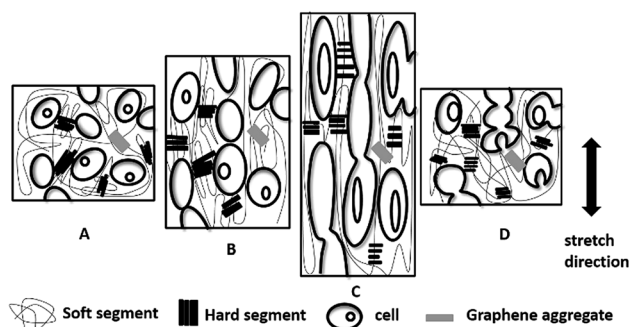 A
B
C
D
stretch
direction
Soft segment
Hard segment
cell
Graphene aggregate